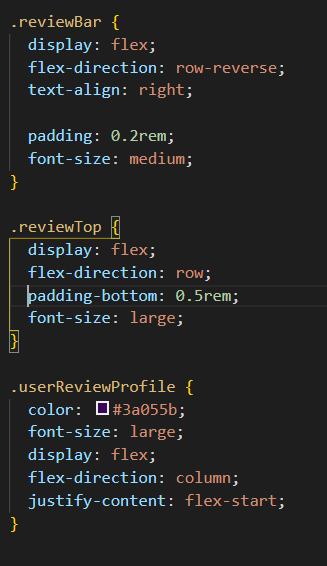 .reviewBar {
display: flex;
flex-direction: row-reverse;
text-align: right;
padding: 0.2rem;
font-size: medium;
}
.reviewTop {
display: flex;
flex-direction: row;
padding-bottom: 0.5rem;
font-size: large;
}
.userReviewProfile {
color: #3a055b;
font-size: large;
display: flex;
flex-direction: column;
justify-content: flex-start;
}